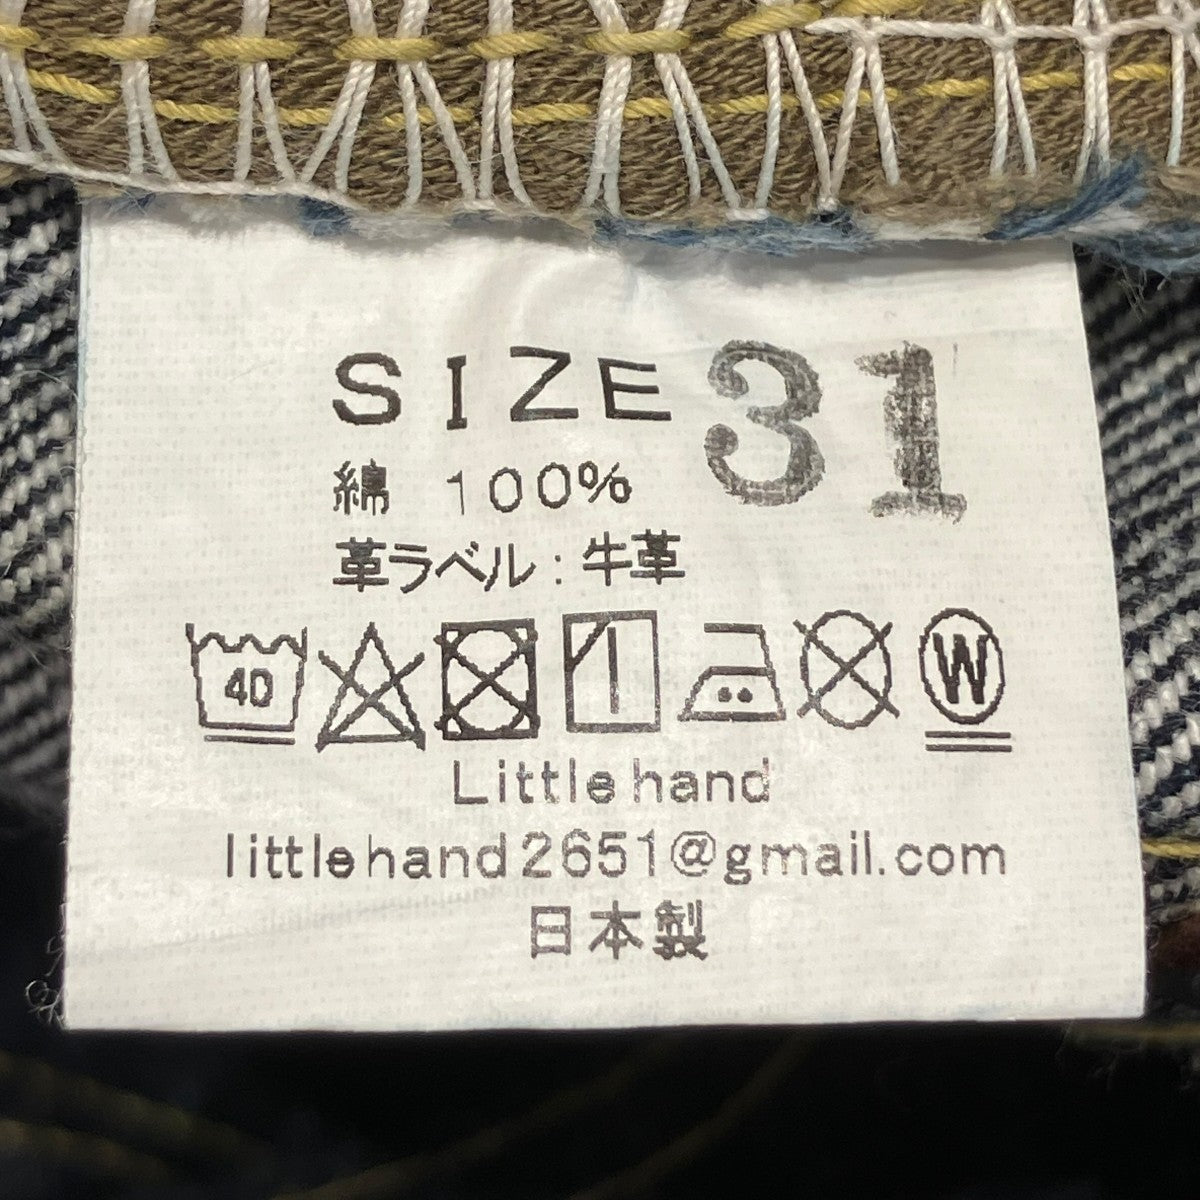 SIZE 31
綿 100%
革ラベル：牛革
40 W
Little hand
littlehand2651@gmail.com
日本製